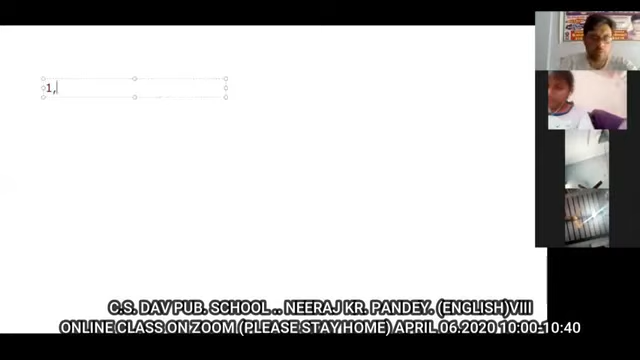 1,
C.S. DAV PUB. SCHOOL .. NEERAJ KR. PANDEY. (ENGLISH)VIII
ONLINE CLASS ON ZOOM (PLEASE STAY HOME) APRIL 06.2020 10:00-10:40